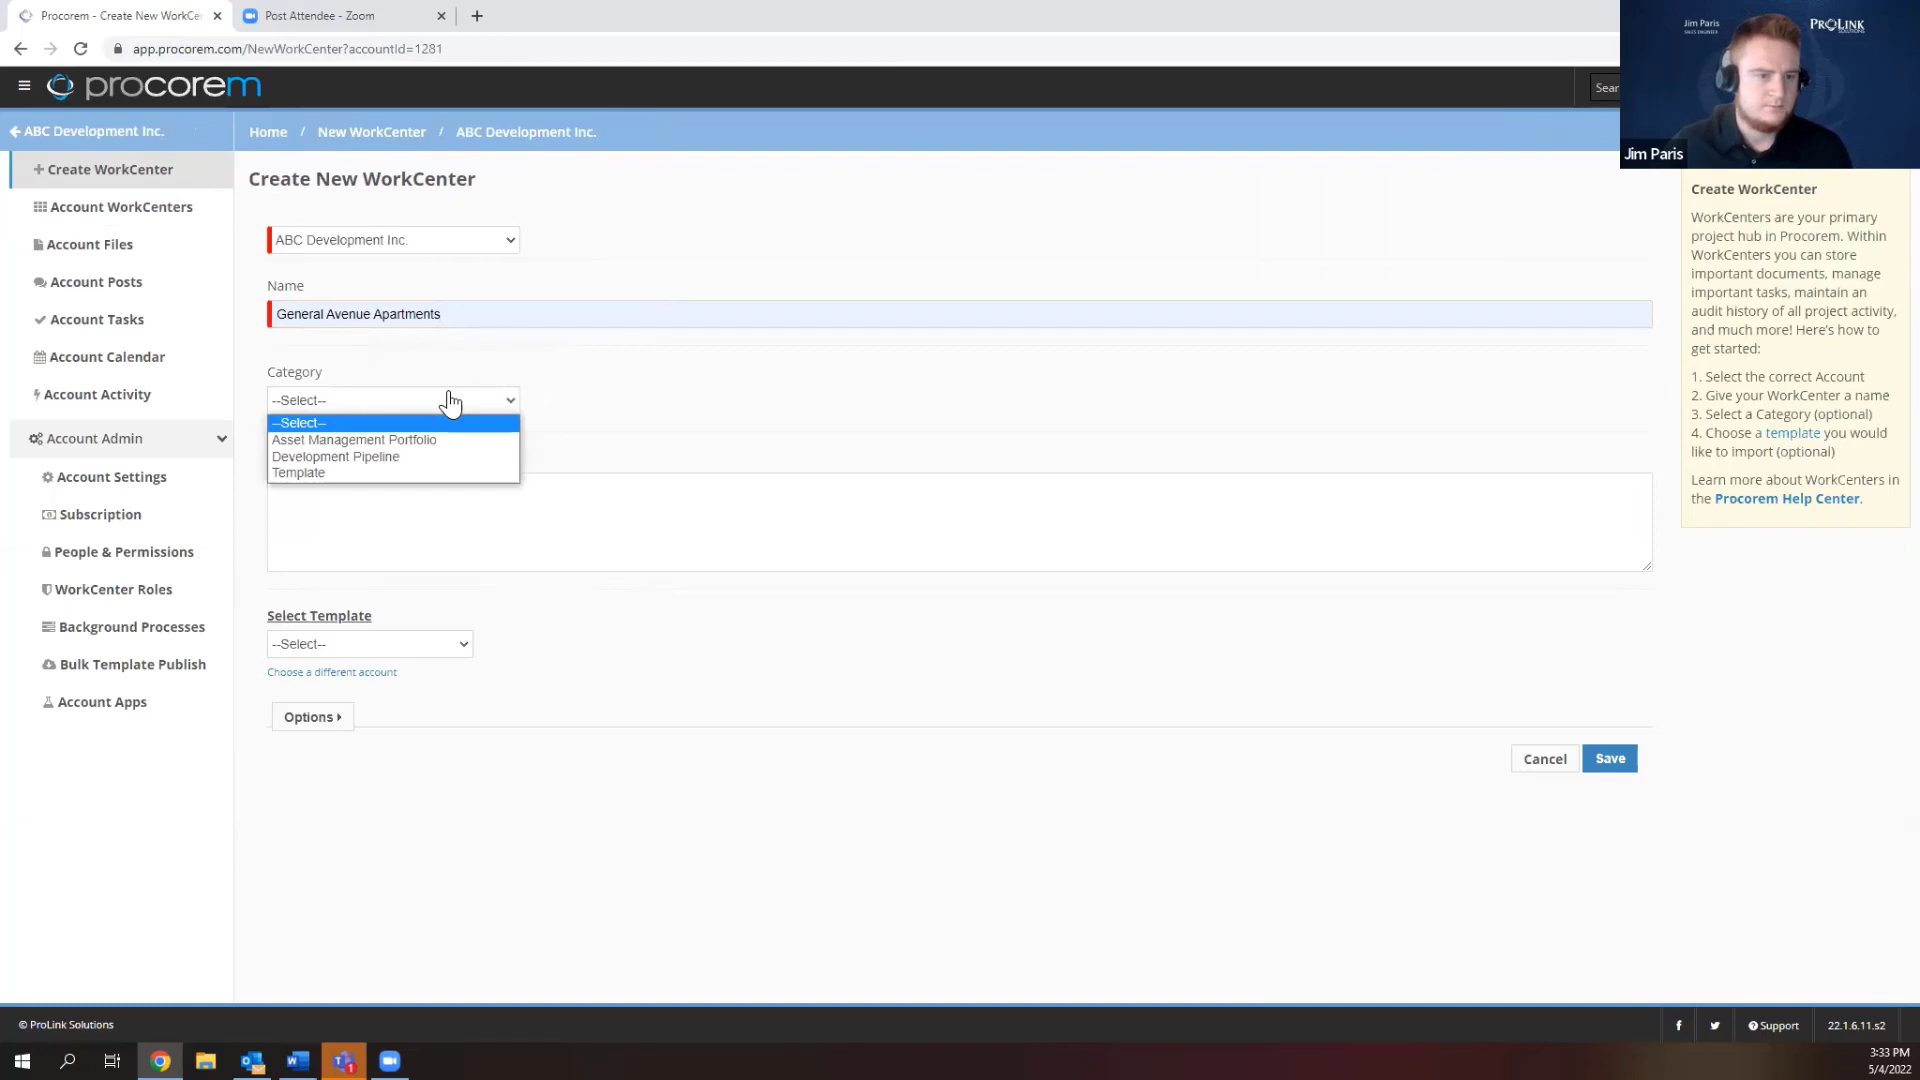 Procorem - Create New WorkCe
Post Attendee - Zoom
app.procorem.com/NewWorkCenter?accountId=1281
procorem
Sear
Jim Paris
SALES ENGINEER
PROLINK
SOLUTIONS
Jim Paris
ABC Development Inc.
Home / New WorkCenter / ABC Development Inc.
Create WorkCenter
Account WorkCenters
Account Files
Account Posts
Account Tasks
Account Calendar
Account Activity
Account Admin
Account Settings
Subscription
People & Permissions
WorkCenter Roles
Background Processes
Bulk Template Publish
Account Apps
Create New WorkCenter
ABC Development Inc.
Name
General Avenue Apartments
Category
--Select--
--Select--
Asset Management Portfolio
Development Pipeline
Template
Select Template
--Select--
Choose a different account
Options
Cancel
Save
Create WorkCenter
WorkCenters are your primary
project hub in Procorem. Within
WorkCenters you can store
important documents, manage
important tasks, maintain an
audit history of all project activity,
and much more! Here's how to
get started:
1. Select the correct Account
2. Give your WorkCenter a name
3. Select a Category (optional)
4. Choose a template you would
like to import (optional)
Learn more about WorkCenters in
the Procorem Help Center.
© ProLink Solutions
Support
22.1.6.11.s2
3:33 PM
5/4/2022